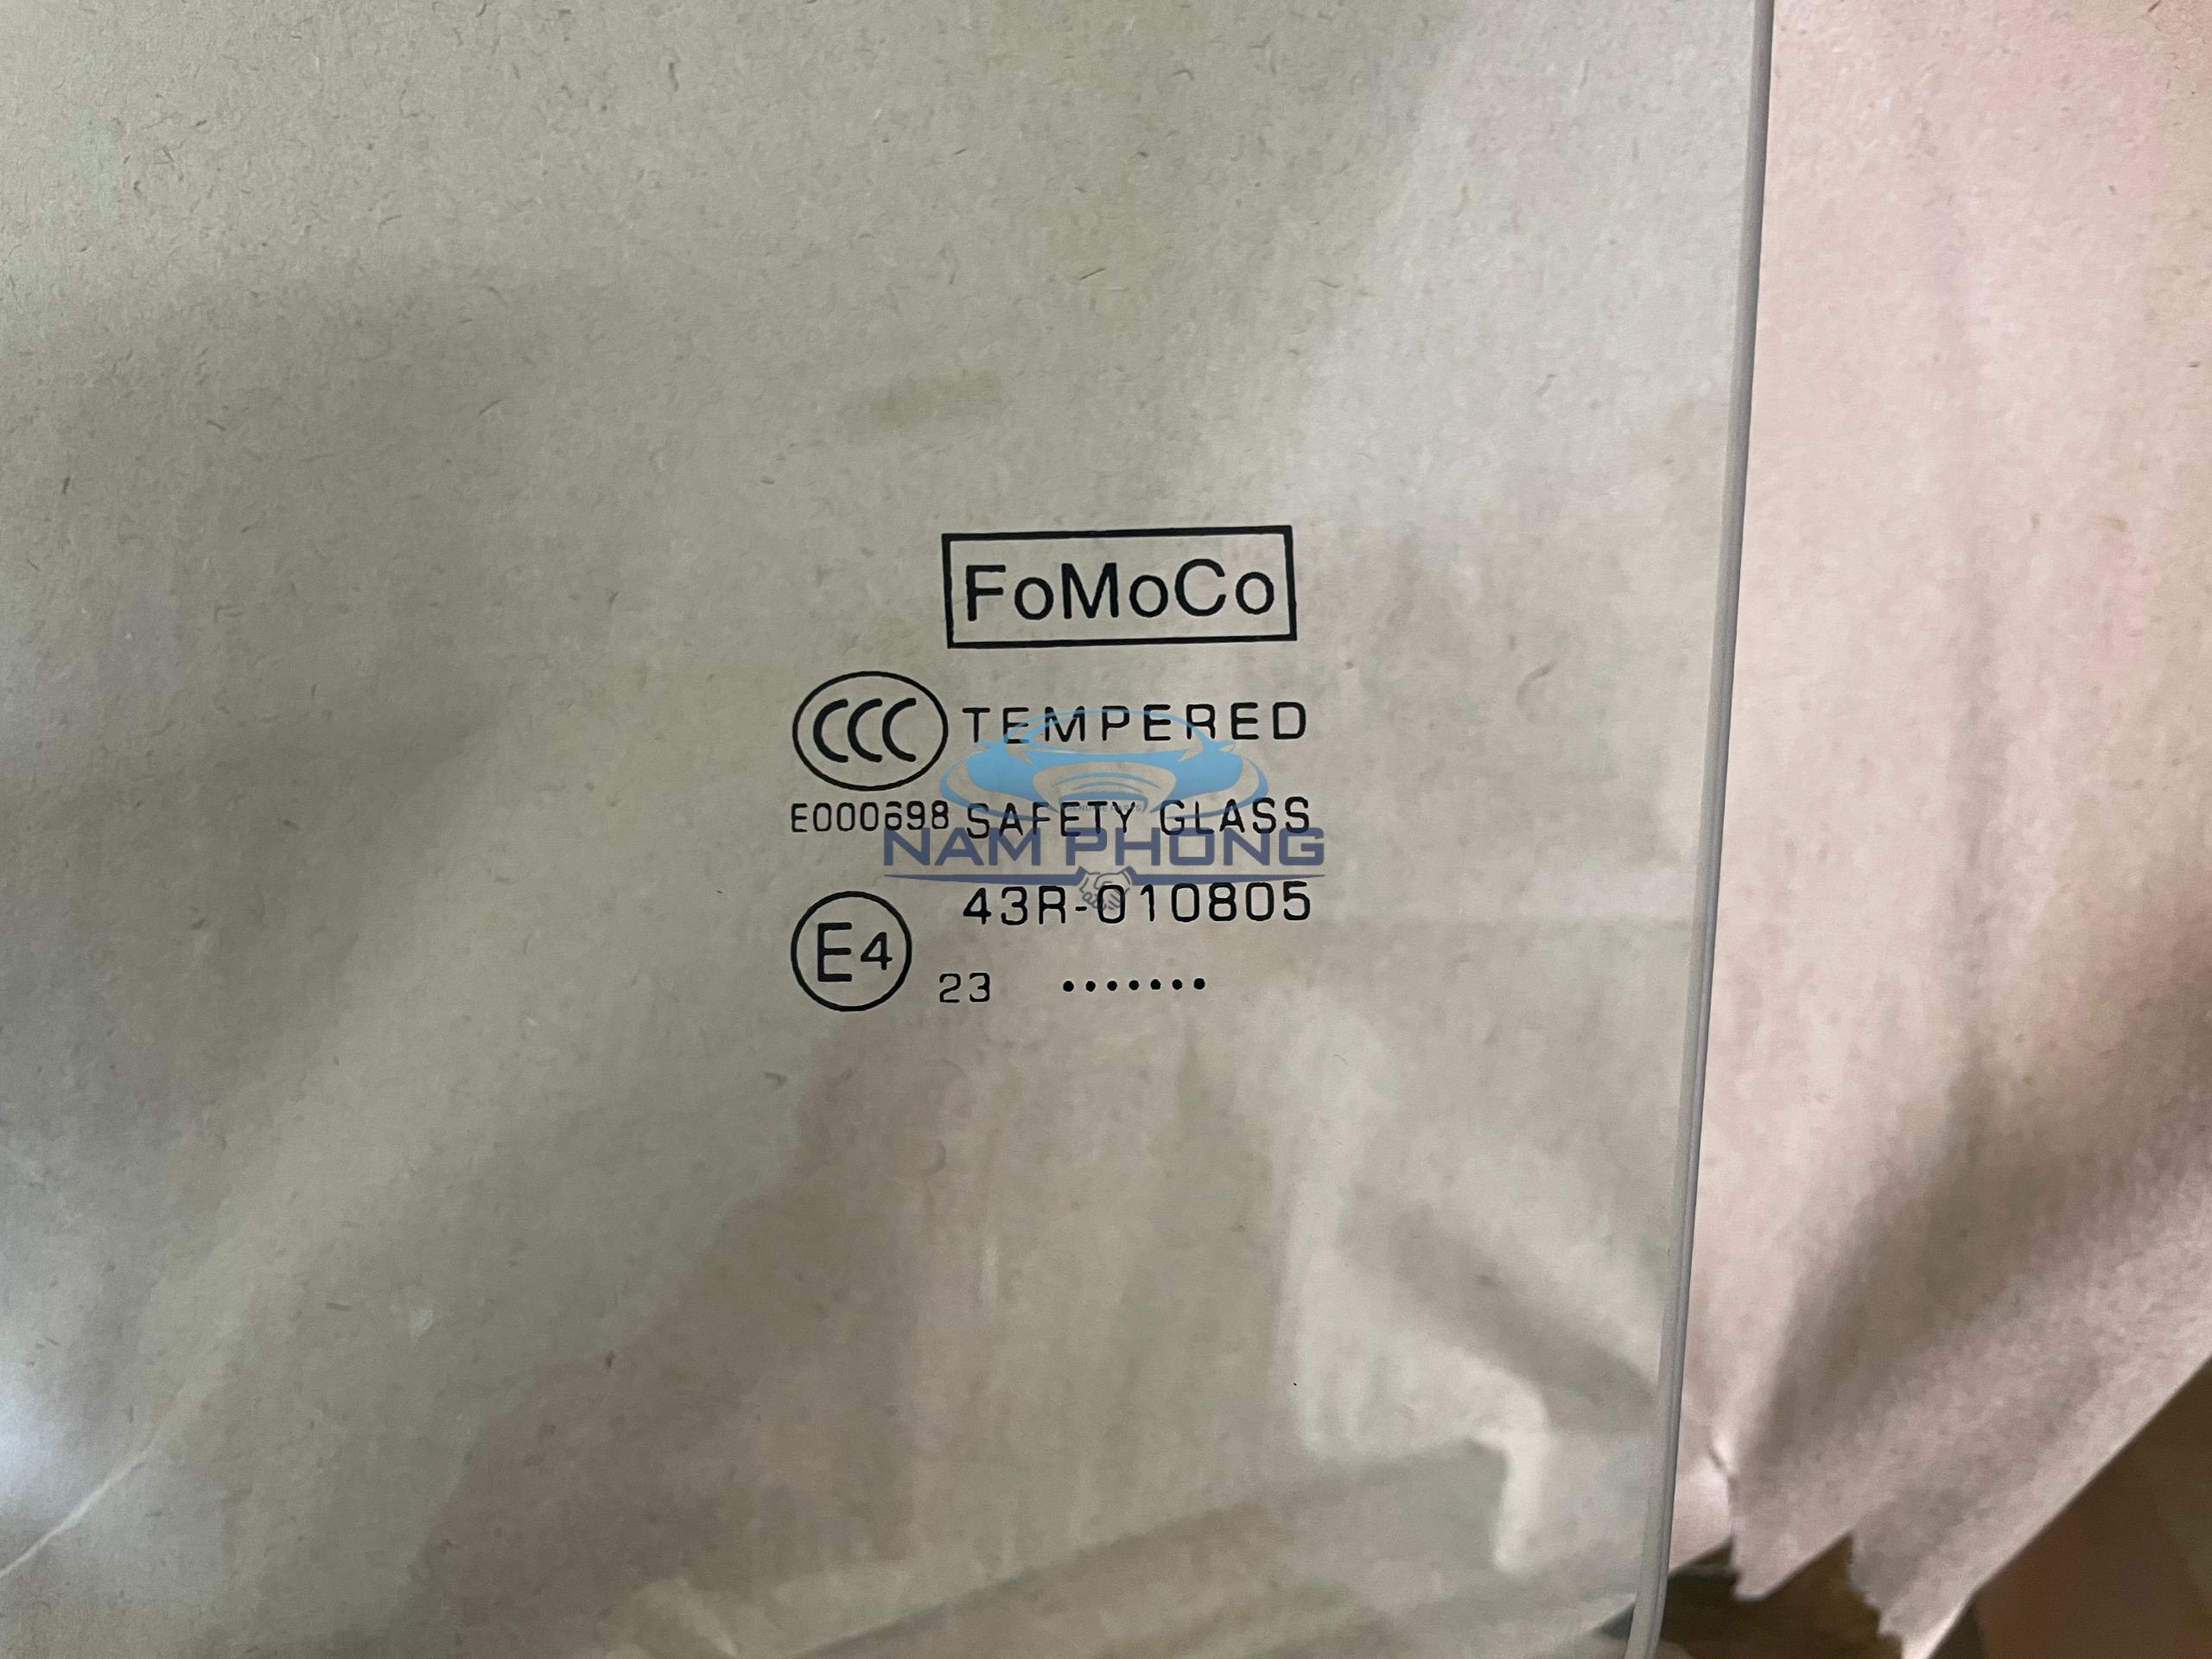 FoMoCo
CCC TEMPERED
E000698 SAFETY GLASS
NAM PHONG
43R-010805
E4
23 .......